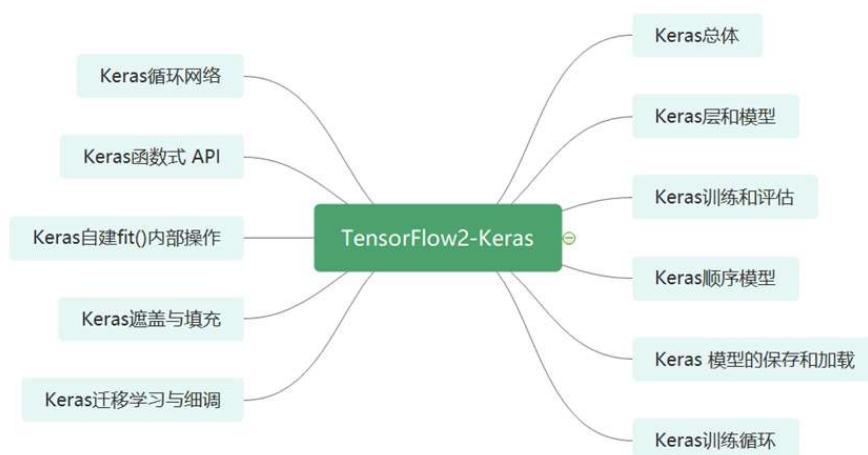 Keras总体
Keras循环网络
Keras层和模型
Keras函数式 API
Keras训练和评估
Keras自建fit()内部操作
TensorFlow2-Keras
Keras顺序模型
Keras遮盖与填充
Keras 模型的保存和加载
Keras迁移学习与细调
Keras训练循环